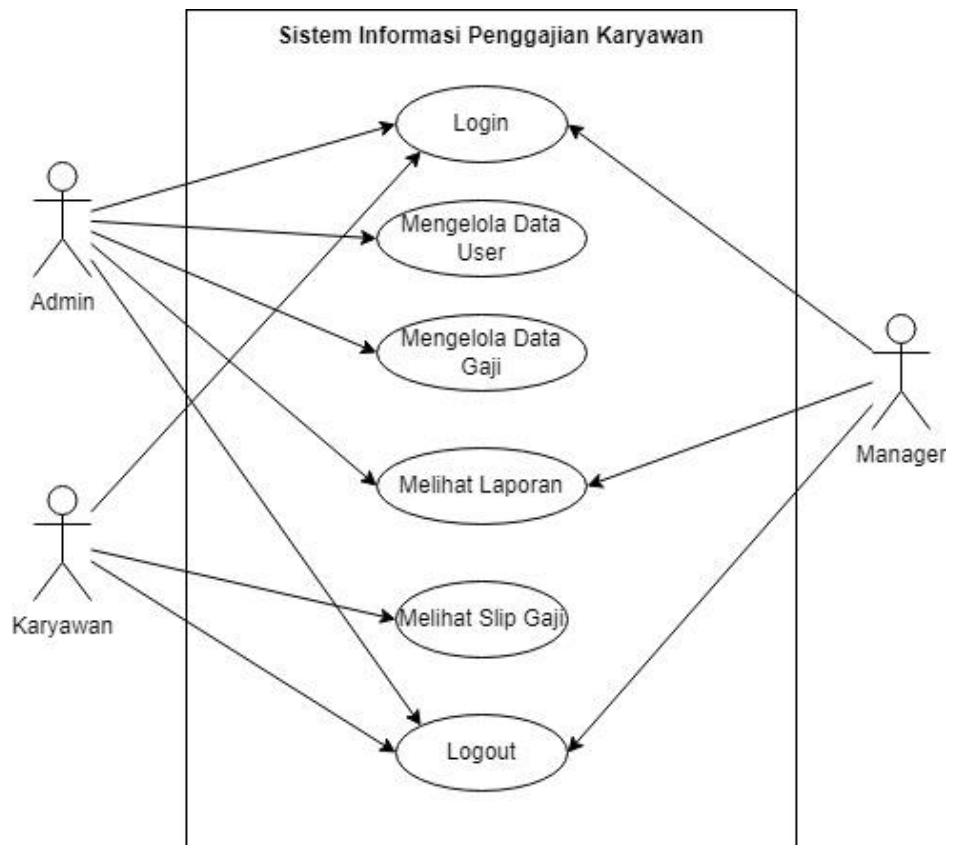 Sistem Informasi Penggajian Karyawan
Login
Mengelola Data
User
Admin
Mengelola Data
Gaji
Manager
Melihat Laporan
Karyawan
Melihat Slip Gaji
Logout